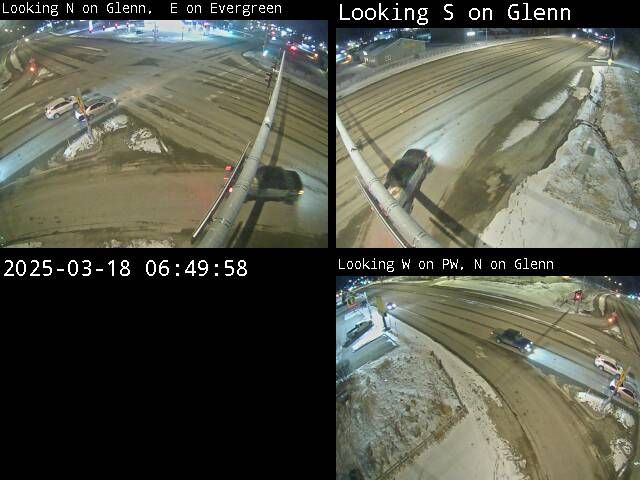 Looking N on Glenn,  E on Evergreen
Looking S on Glenn
2025-03-18 06:49:58
Looking W on PW, N on Glenn